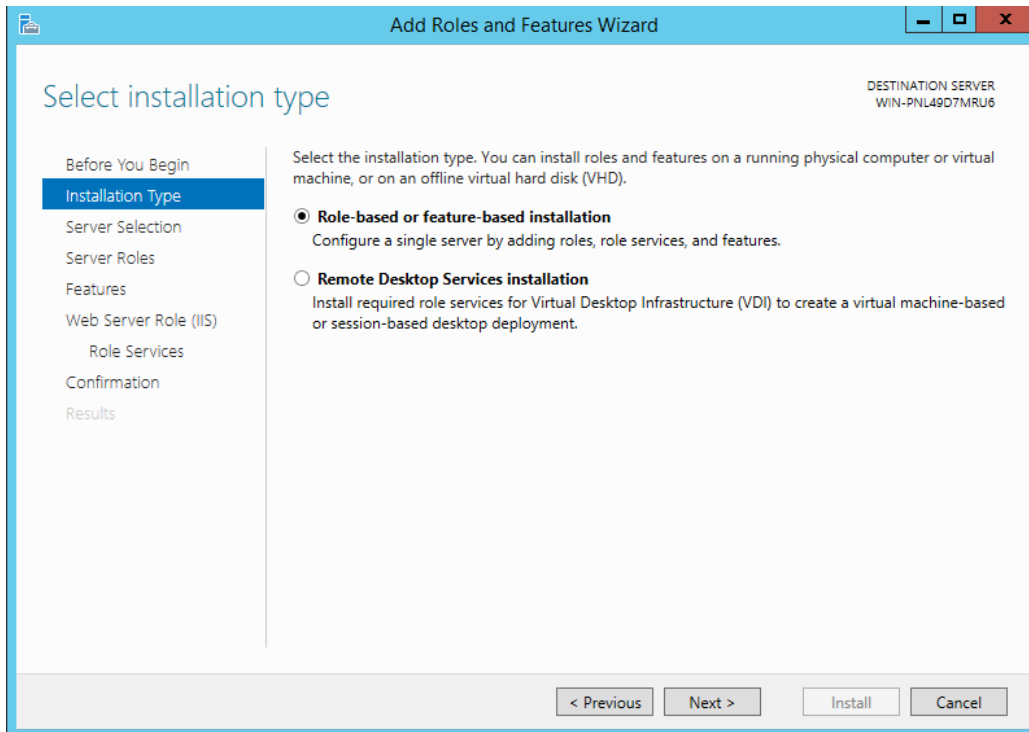 Add Roles and Features Wizard
Select installation type
DESTINATION SERVER
WIN-PNL49D7MRU6
Before You Begin
Installation Type
Server Selection
Server Roles
Features
Web Server Role (IIS)
Role Services
Confirmation
Results
Select the installation type. You can install roles and features on a running physical computer or virtual
machine, or on an offline virtual hard disk (VHD).
Role-based or feature-based installation
Configure a single server by adding roles, role services, and features.
Remote Desktop Services installation
Install required role services for Virtual Desktop Infrastructure (VDI) to create a virtual machine-based
or session-based desktop deployment.
< Previous
Next >
Install
Cancel